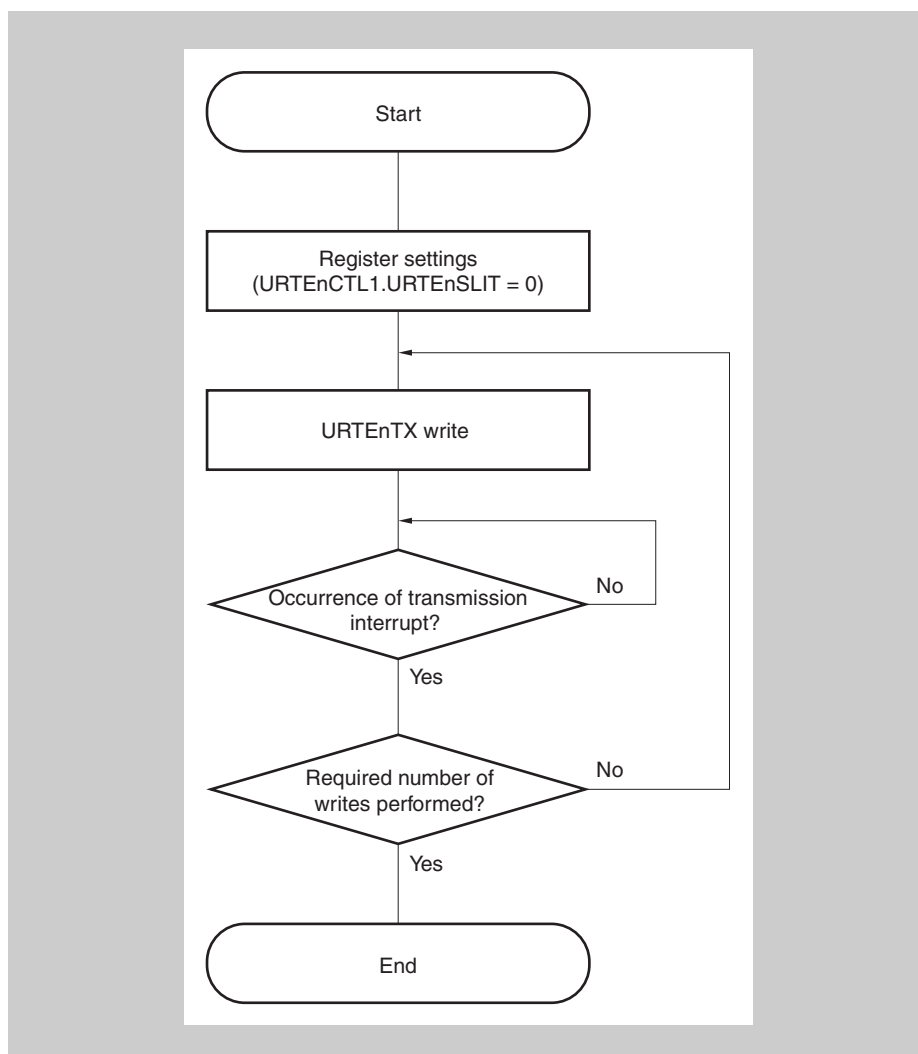 Start
Register settings
(URTEnCTL1.URTEnSLIT = 0)
URTEnTX write
Occurrence of transmission
interrupt?
No
Yes
Required number of
writes performed?
No
Yes
End